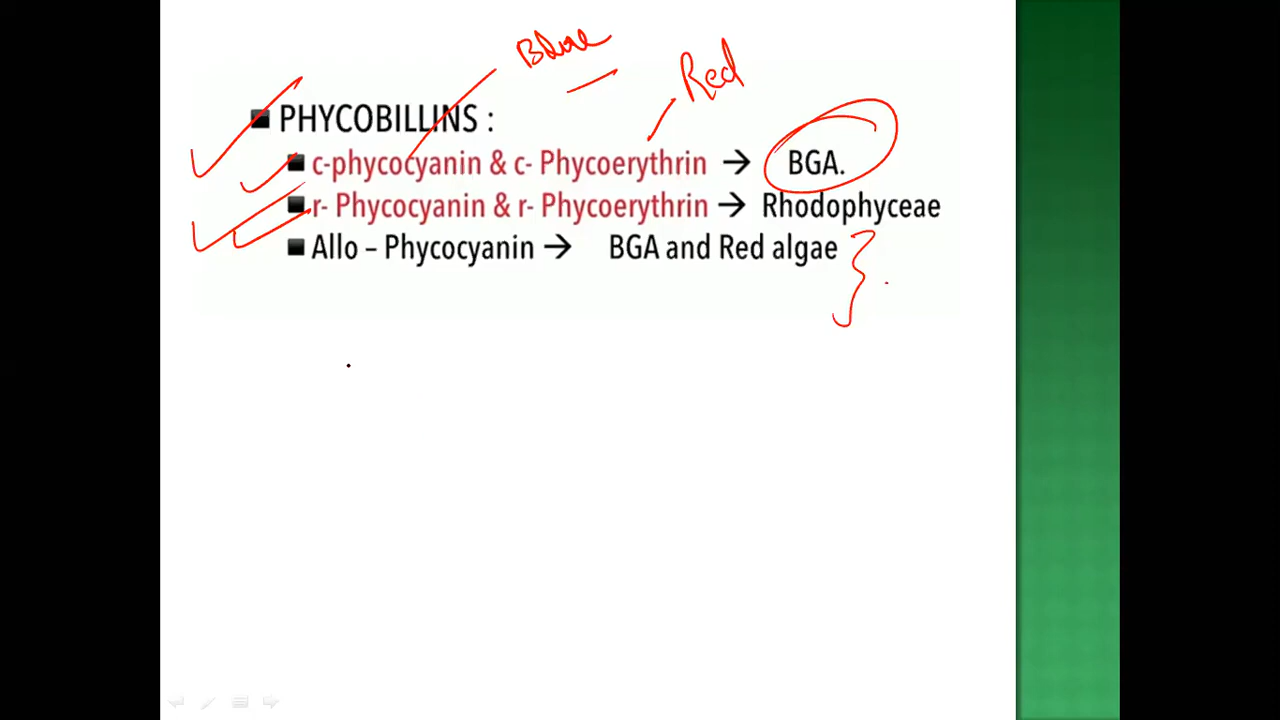 Blue
Red
■ PHYCOBILLINS :
■ c-phycocyanin & c- Phycoerythrin → BGA.
■ r- Phycocyanin & r- Phycoerythrin → Rhodophyceae
■ Allo – Phycocyanin → BGA and Red algae